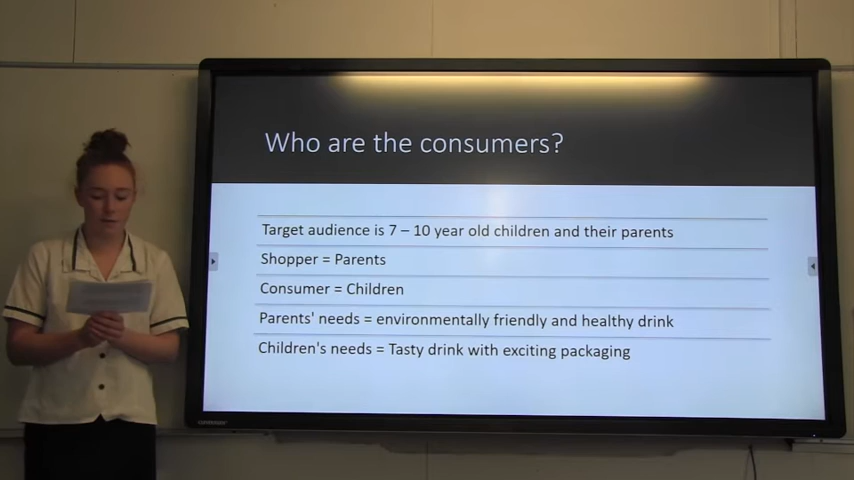 Who are the consumers?
Target audience is 7 – 10 year old children and their parents
Shopper = Parents
Consumer = Children
Parents' needs = environmentally friendly and healthy drink
Children's needs = Tasty drink with exciting packaging